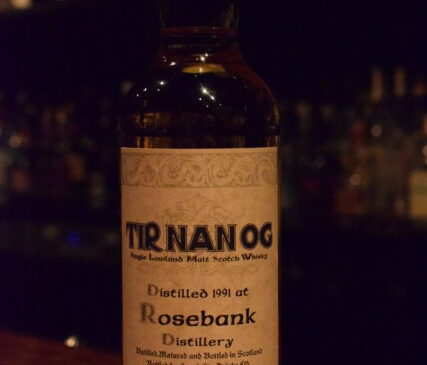 TIR NAN OG
Single Lowland Malt Scotch Whisky
Distilled 1991 at
Rosebank
Distillery
Distilled, Matured and Bottled in Scotland